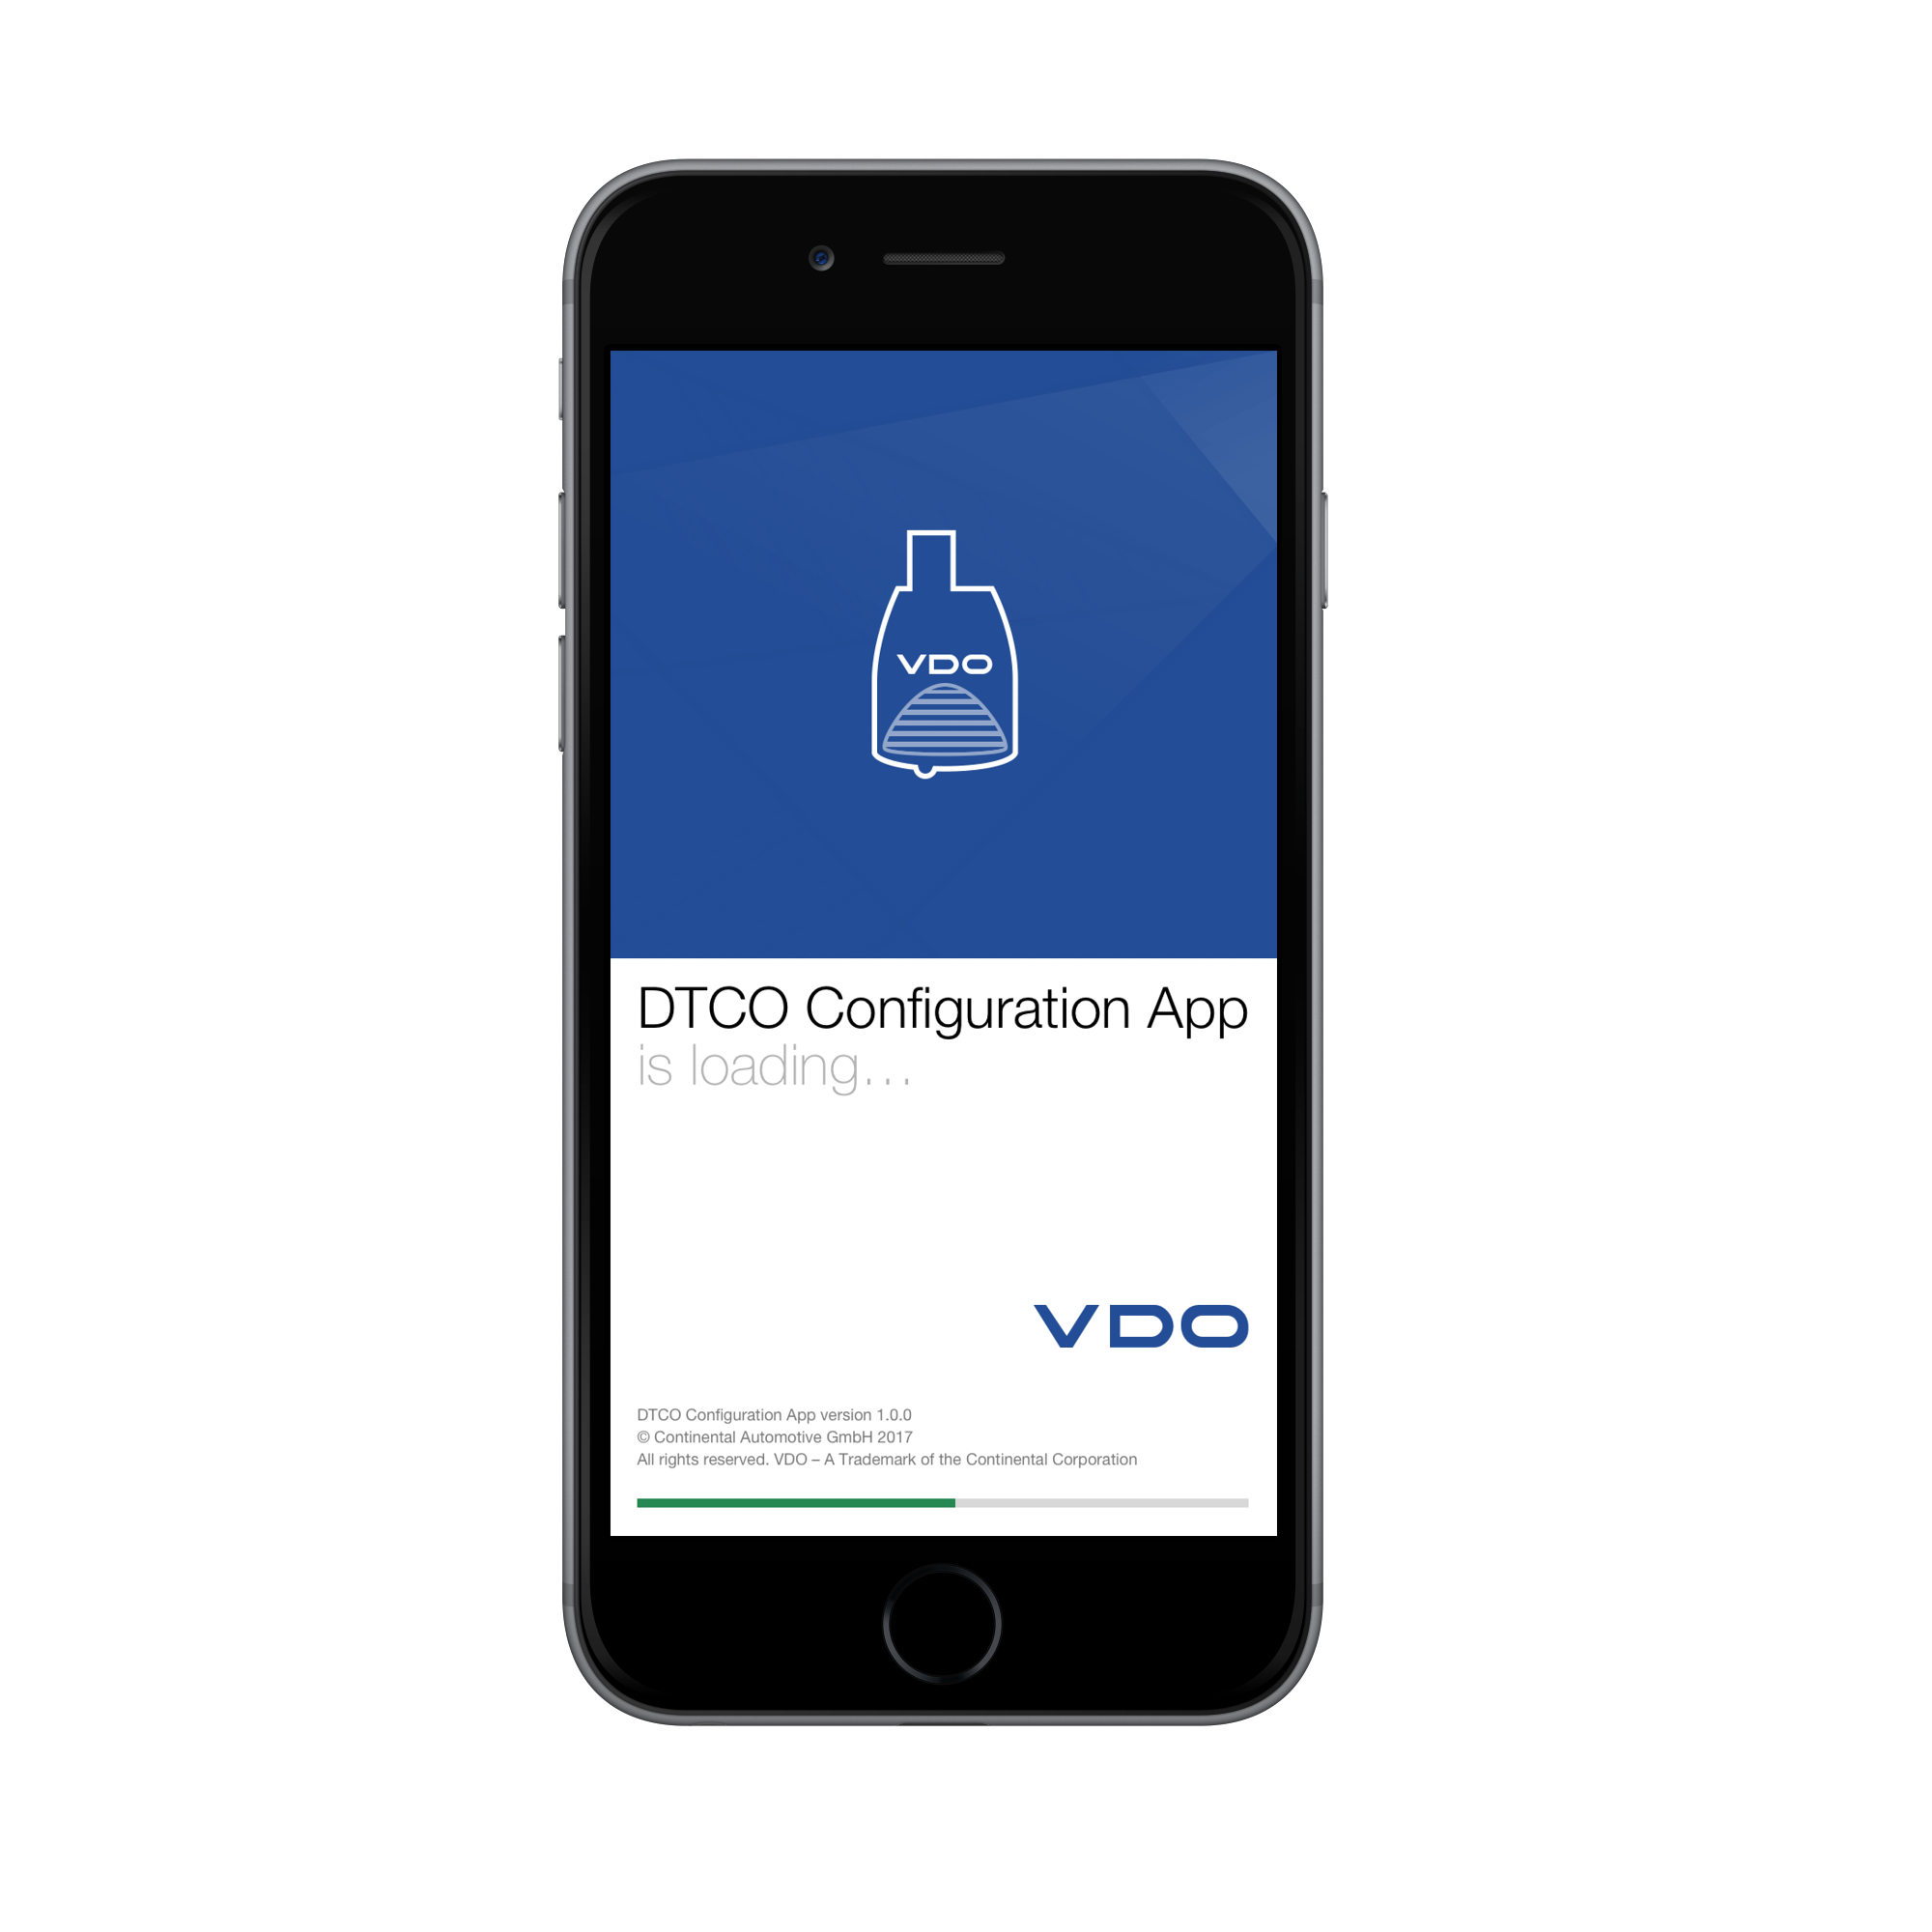 VDO
DTCO Configuration App
is loading...
VDO
DTCO Configuration App version 1.0.0
© Continental Automotive GmbH 2017
All rights reserved. VDO – A Trademark of the Continental Corporation